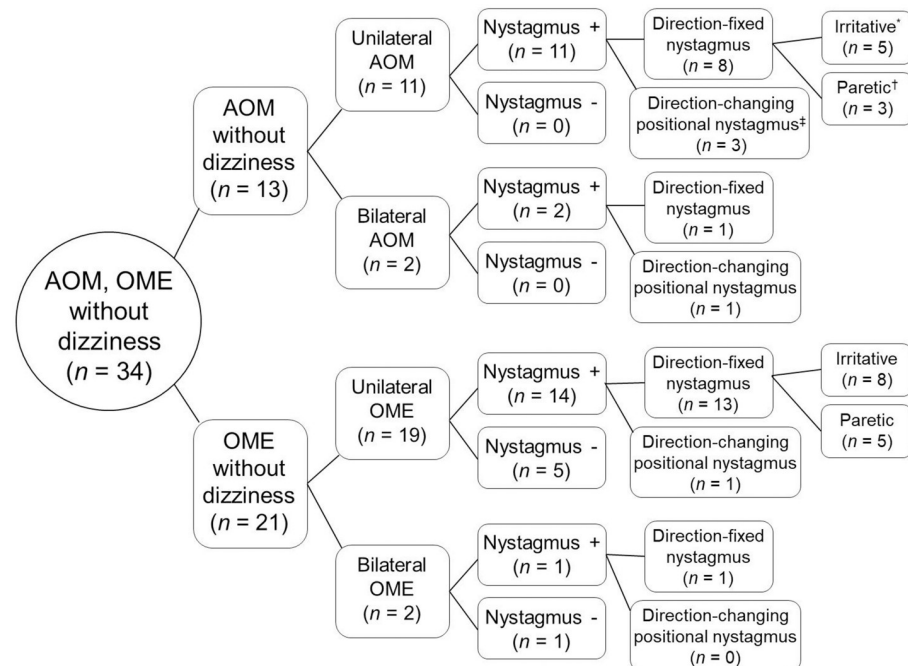 AOM, OME
without
dizziness
(n = 34)
AOM
without
dizziness
(n = 13)
Unilateral
AOM
(n = 11)
Nystagmus +
(n = 11)
Direction-fixed
nystagmus
(n = 8)
Irritative*
(n = 5)
Paretic†
(n = 3)
Direction-changing
positional nystagmus‡
(n = 3)
Nystagmus -
(n = 0)
Bilateral
AOM
(n = 2)
Nystagmus +
(n = 2)
Direction-fixed
nystagmus
(n = 1)
Direction-changing
positional nystagmus
(n = 1)
Nystagmus -
(n = 0)
OME
without
dizziness
(n = 21)
Unilateral
OME
(n = 19)
Nystagmus +
(n = 14)
Direction-fixed
nystagmus
(n = 13)
Irritative
(n = 8)
Paretic
(n = 5)
Direction-changing
positional nystagmus
(n = 1)
Nystagmus -
(n = 5)
Bilateral
OME
(n = 2)
Nystagmus +
(n = 1)
Direction-fixed
nystagmus
(n = 1)
Direction-changing
positional nystagmus
(n = 0)
Nystagmus -
(n = 1)